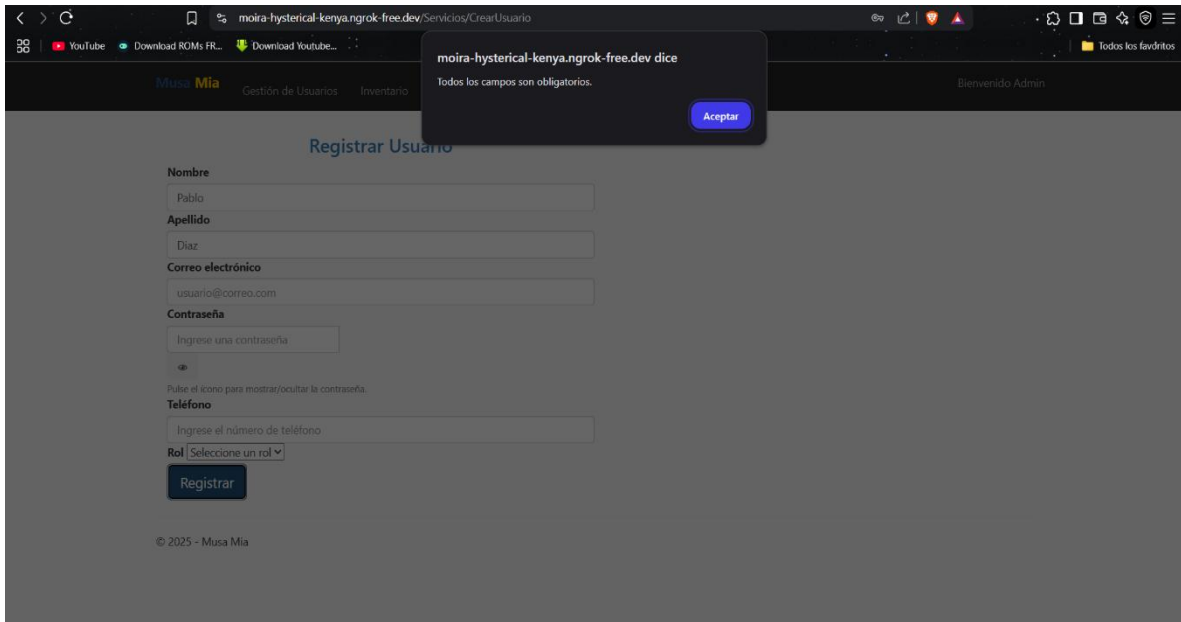 moira-hysterical-kenya.ngrok-free.dev/Servicios/CrearUsuario
YouTube Download ROMs FR... Download Youtube... Todos los favoritos
moira-hysterical-kenya.ngrok-free.dev dice
Todos los campos son obligatorios.
Aceptar
Musa Mia Gestión de Usuarios Inventario Bienvenido Admin
Registrar Usuario
Nombre
Pablo
Apellido
Diaz
Correo electrónico
usuario@correo.com
Contraseña
Ingrese una contraseña
Pulse el ícono para mostrar/ocultar la contraseña.
Teléfono
Ingrese el número de teléfono
Rol Seleccione un rol
Registrar
© 2025 - Musa Mia